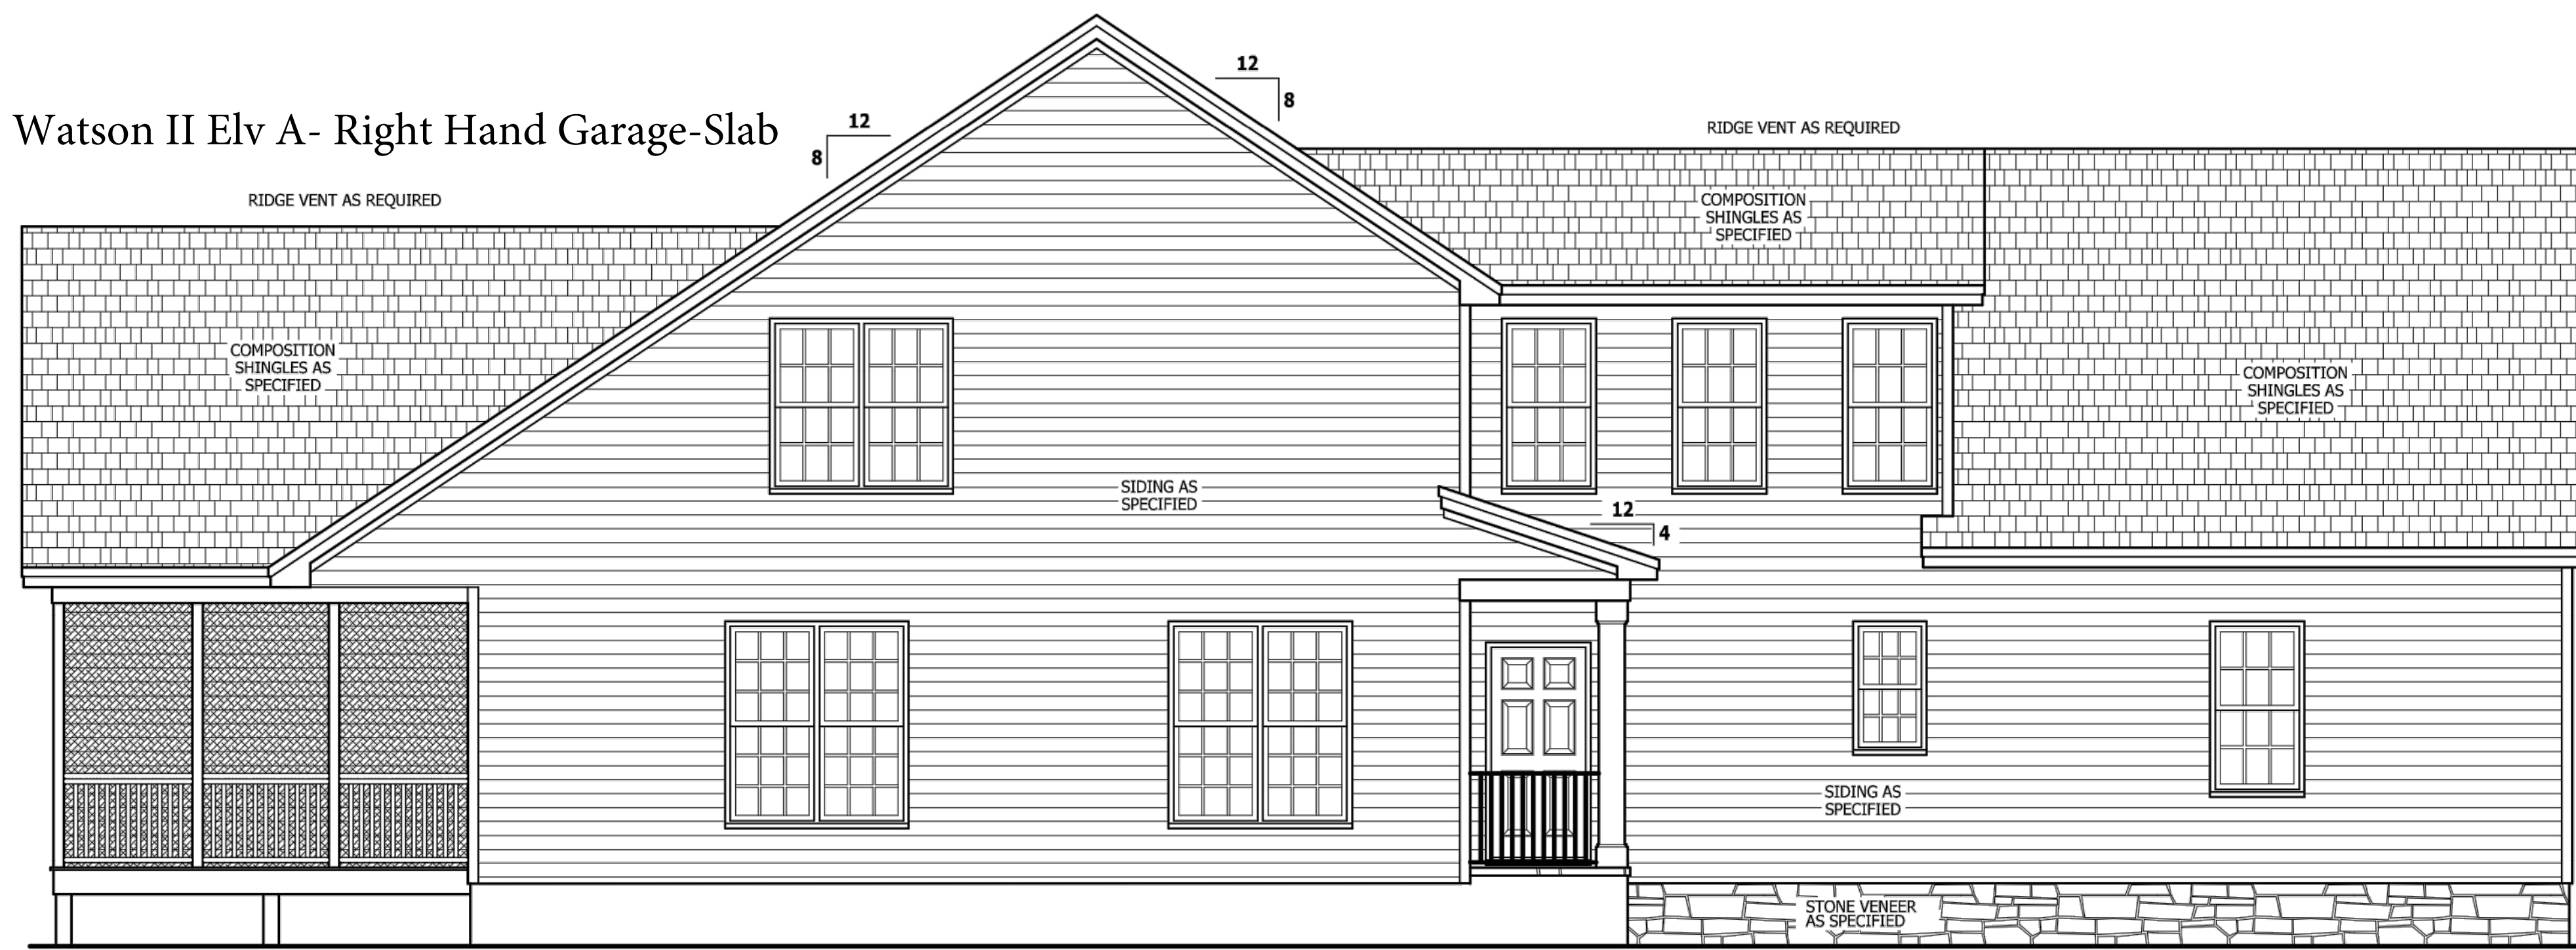 12
8
12
Watson II Elv A- Right Hand Garage-Slab
8
RIDGE VENT AS REQUIRED
RIDGE VENT AS REQUIRED
COMPOSITION
SHINGLES AS
SPECIFIED
COMPOSITION
SHINGLES AS
SPECIFIED
COMPOSITION
SHINGLES AS
SPECIFIED
SIDING AS
SPECIFIED
12
4
SIDING AS
SPECIFIED
STONE VENEER
AS SPECIFIED